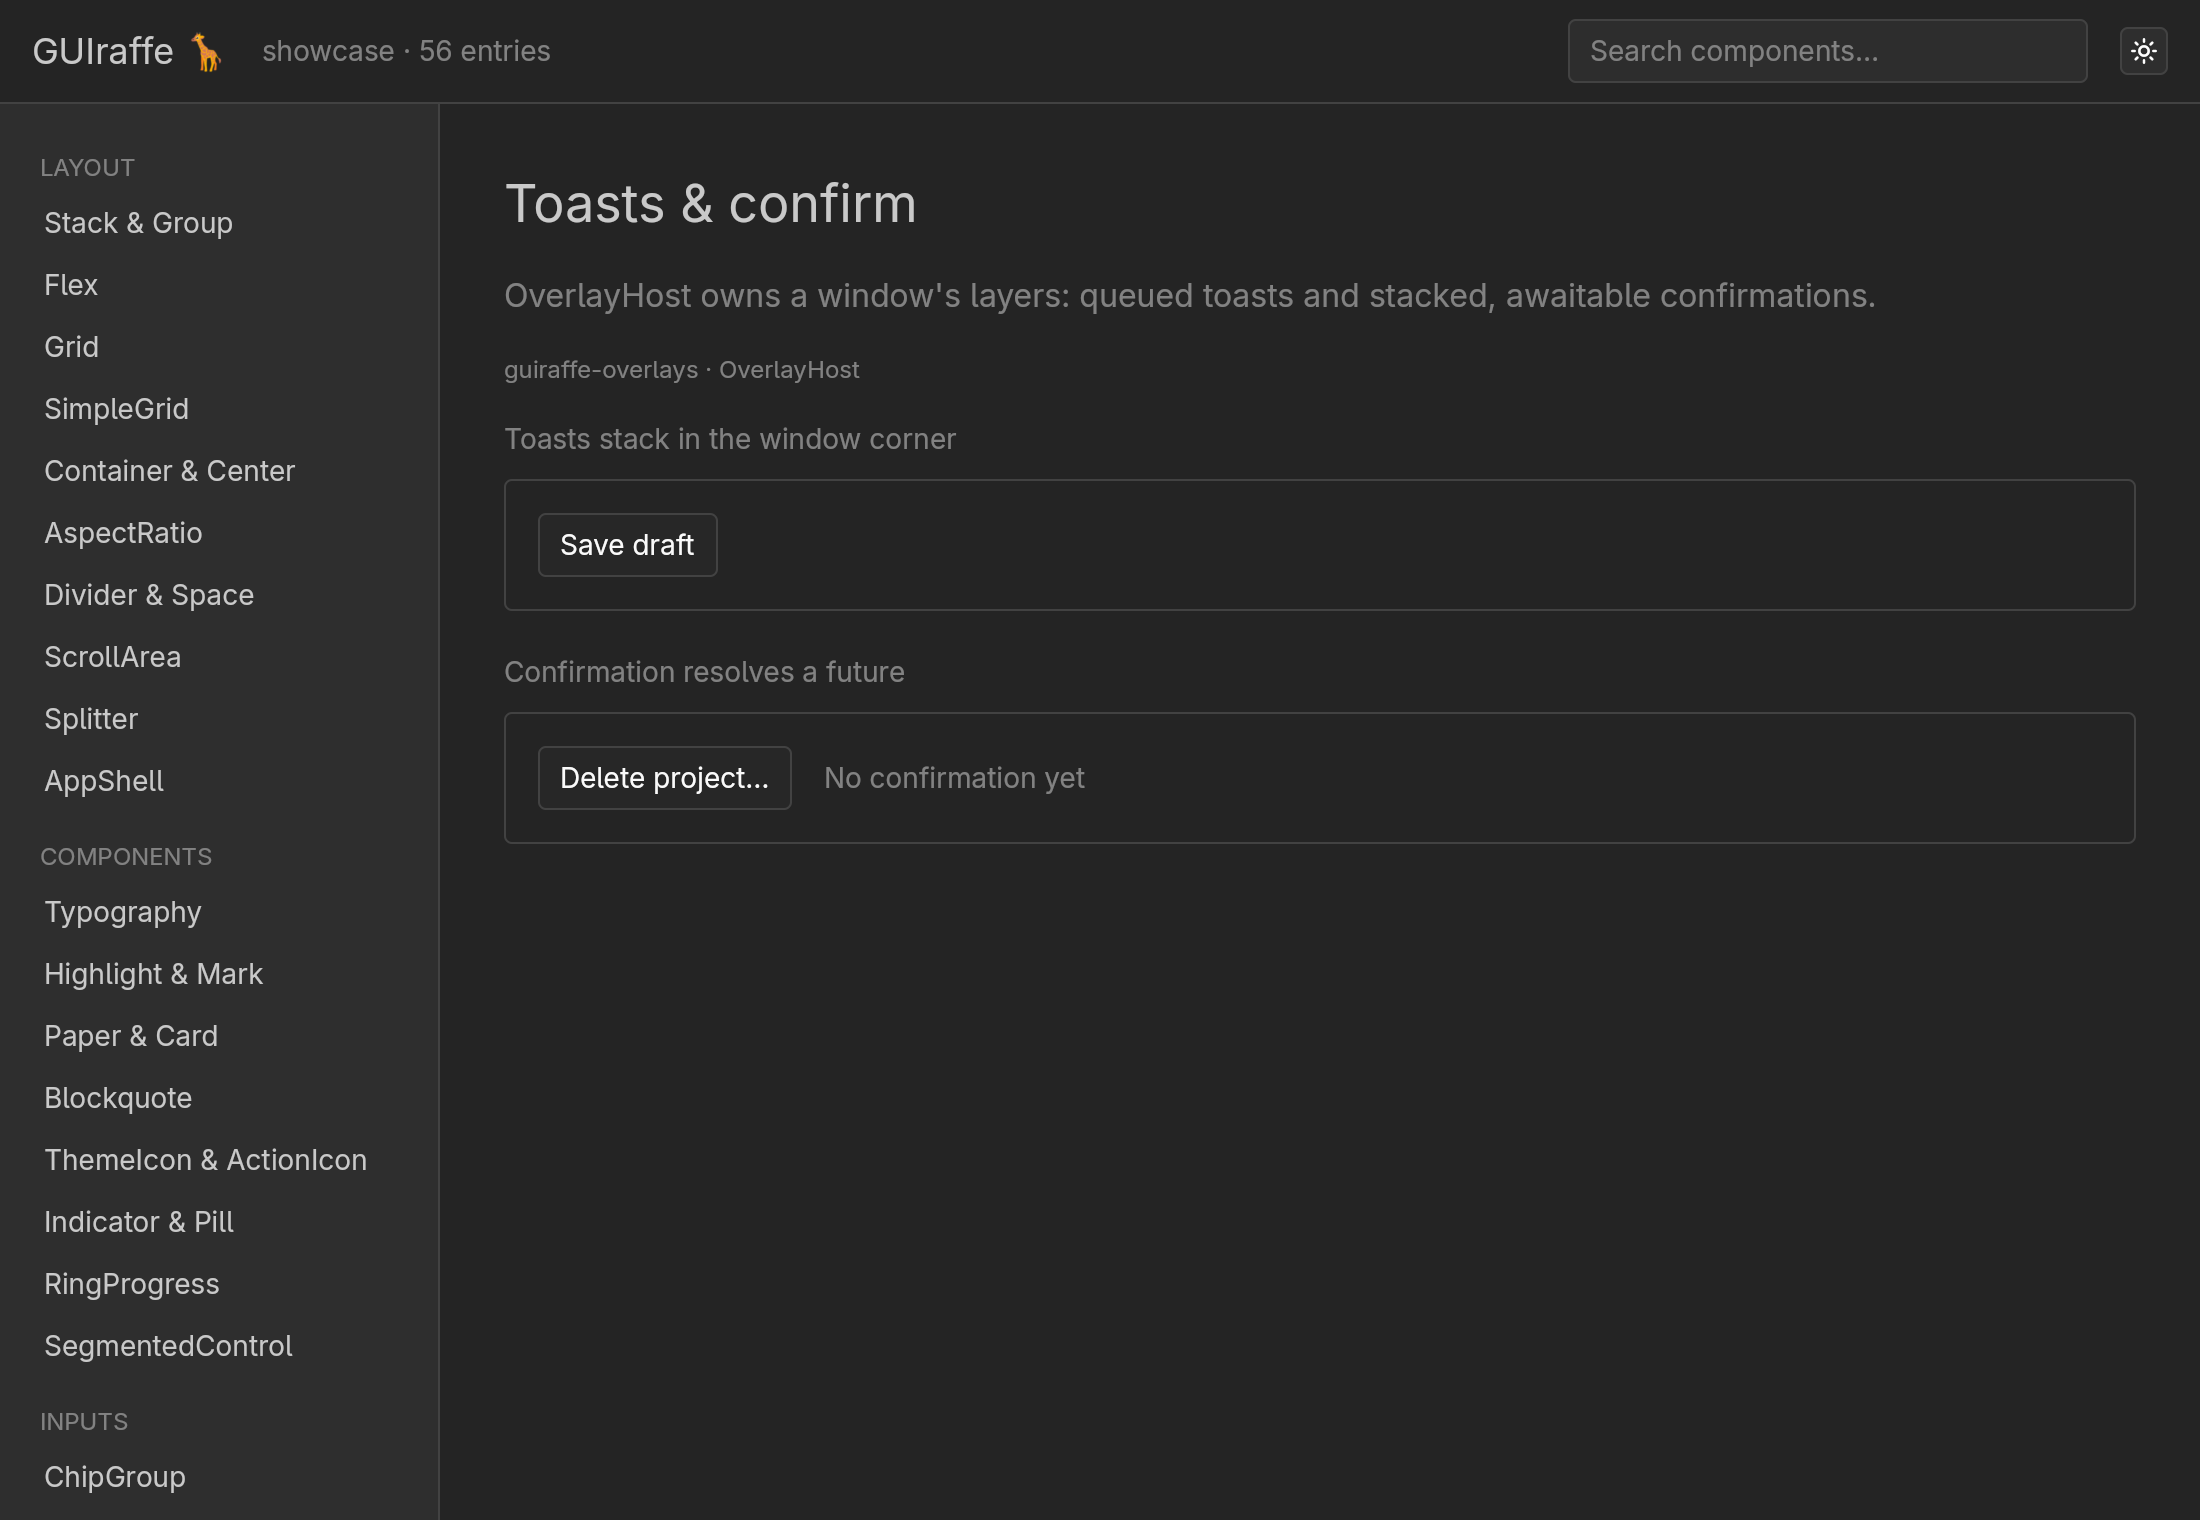 GUIraffe 🦒 showcase · 56 entries
Search components...
LAYOUT
Stack & Group
Flex
Grid
SimpleGrid
Container & Center
AspectRatio
Divider & Space
ScrollArea
Splitter
AppShell
COMPONENTS
Typography
Highlight & Mark
Paper & Card
Blockquote
ThemeIcon & ActionIcon
Indicator & Pill
RingProgress
SegmentedControl
INPUTS
ChipGroup
Toasts & confirm
OverlayHost owns a window's layers: queued toasts and stacked, awaitable confirmations.
guiraffe-overlays · OverlayHost
Toasts stack in the window corner
Save draft
Confirmation resolves a future
Delete project...
No confirmation yet